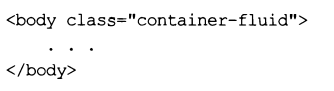 <body class="container-fluid">
. . .
</body>